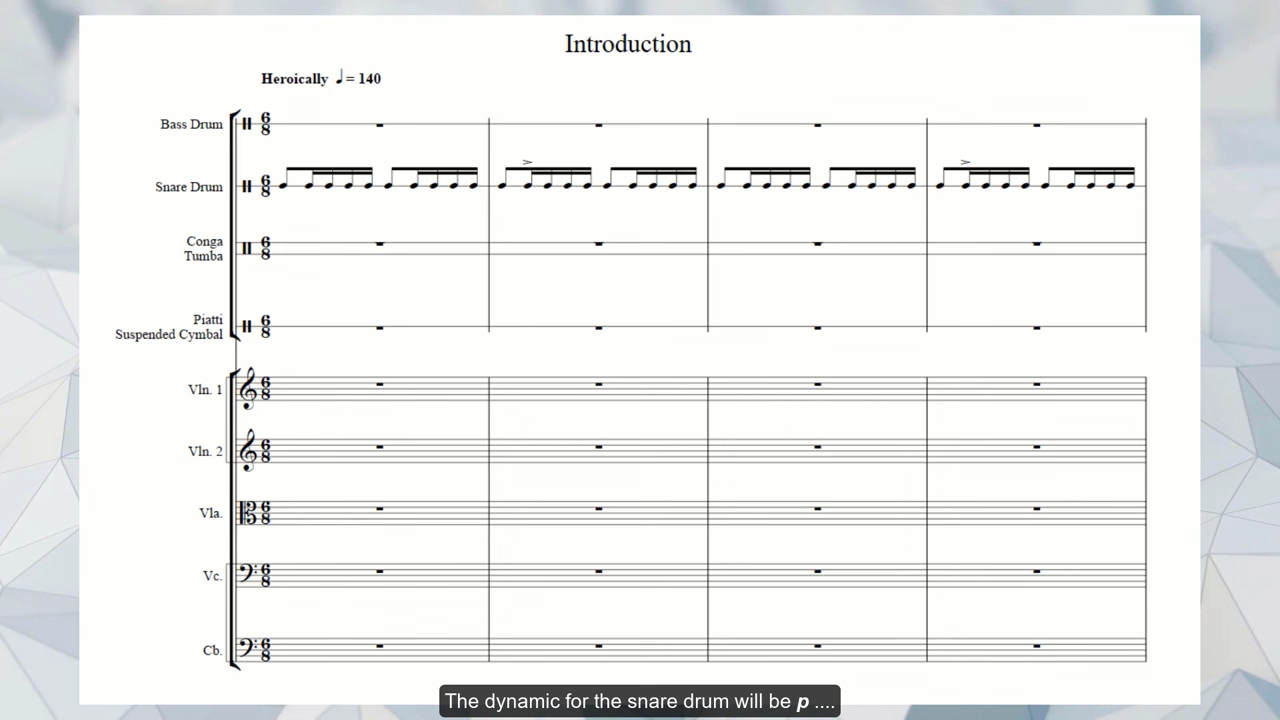 Introduction
Heroically ♩= 140
Bass Drum
Snare Drum
Conga
Tumba
Piatti
Suspended Cymbal
Vln. 1
Vln. 2
Vla.
Vc.
Cb.
The dynamic for the snare drum will be p ....